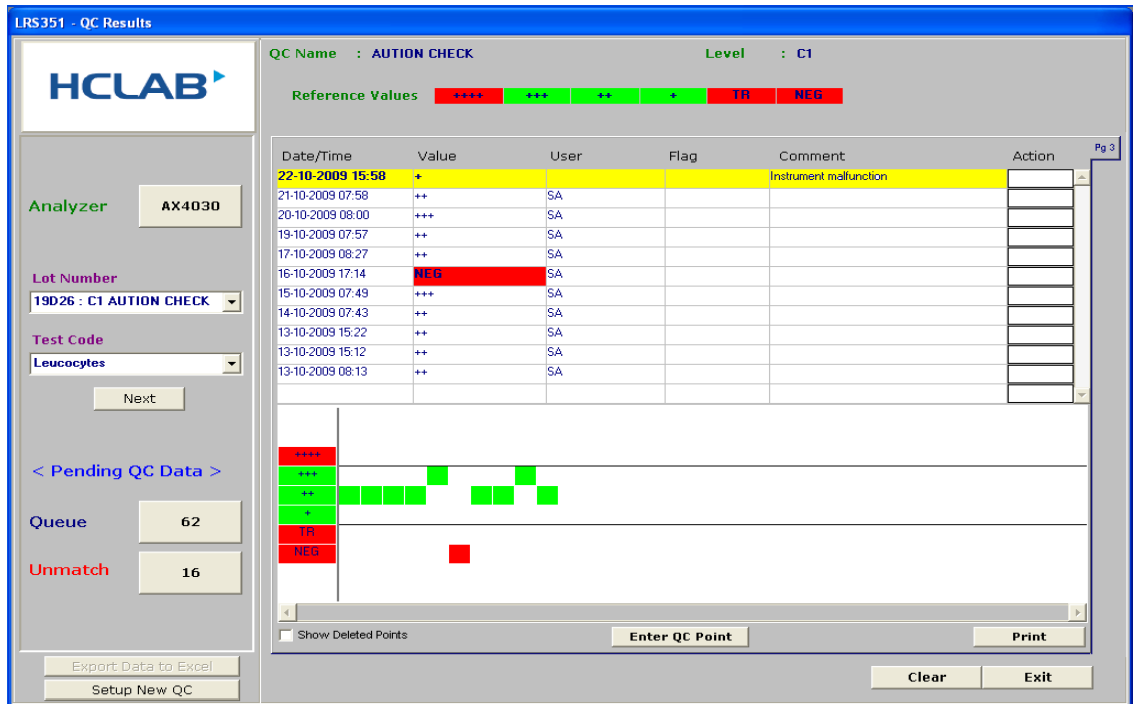 LRS351 - QC Results
HCLAB
QC Name : AUTION CHECK Level : C1
Reference Values ++++ +++ ++ + TR NEG
Pg 3
Date/Time Value User Flag Comment Action
22-10-2009 15:58 + Instrument malfunction
21-10-2009 07:58 ++ SA
20-10-2009 08:00 +++ SA
19-10-2009 07:57 ++ SA
17-10-2009 08:27 ++ SA
16-10-2009 17:14 NEG SA
15-10-2009 07:49 +++ SA
14-10-2009 07:43 ++ SA
13-10-2009 15:22 ++ SA
13-10-2009 15:12 ++ SA
13-10-2009 08:13 ++ SA
Analyzer AX4030
Lot Number
19D26 : C1 AUTION CHECK
Test Code
Leucocytes
Next
< Pending QC Data >
Queue 62
Unmatch 16
++++
+++
++
+
TR
NEG
Show Deleted Points Enter QC Point Print
Export Data to Excel
Setup New QC
Clear Exit